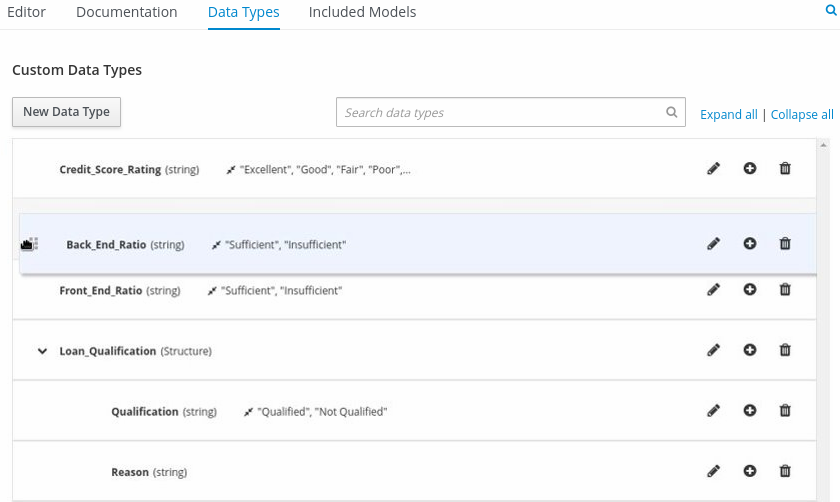 Editor Documentation Data Types Included Models
Custom Data Types
New Data Type Search data types Expand all | Collapse all
Credit_Score_Rating (string) "Excellent", "Good", "Fair", "Poor",...
Back_End_Ratio (string) "Sufficient", "Insufficient"
Front_End_Ratio (string) "Sufficient", "Insufficient"
Loan_Qualification (Structure)
Qualification (string) "Qualified", "Not Qualified"
Reason (string)